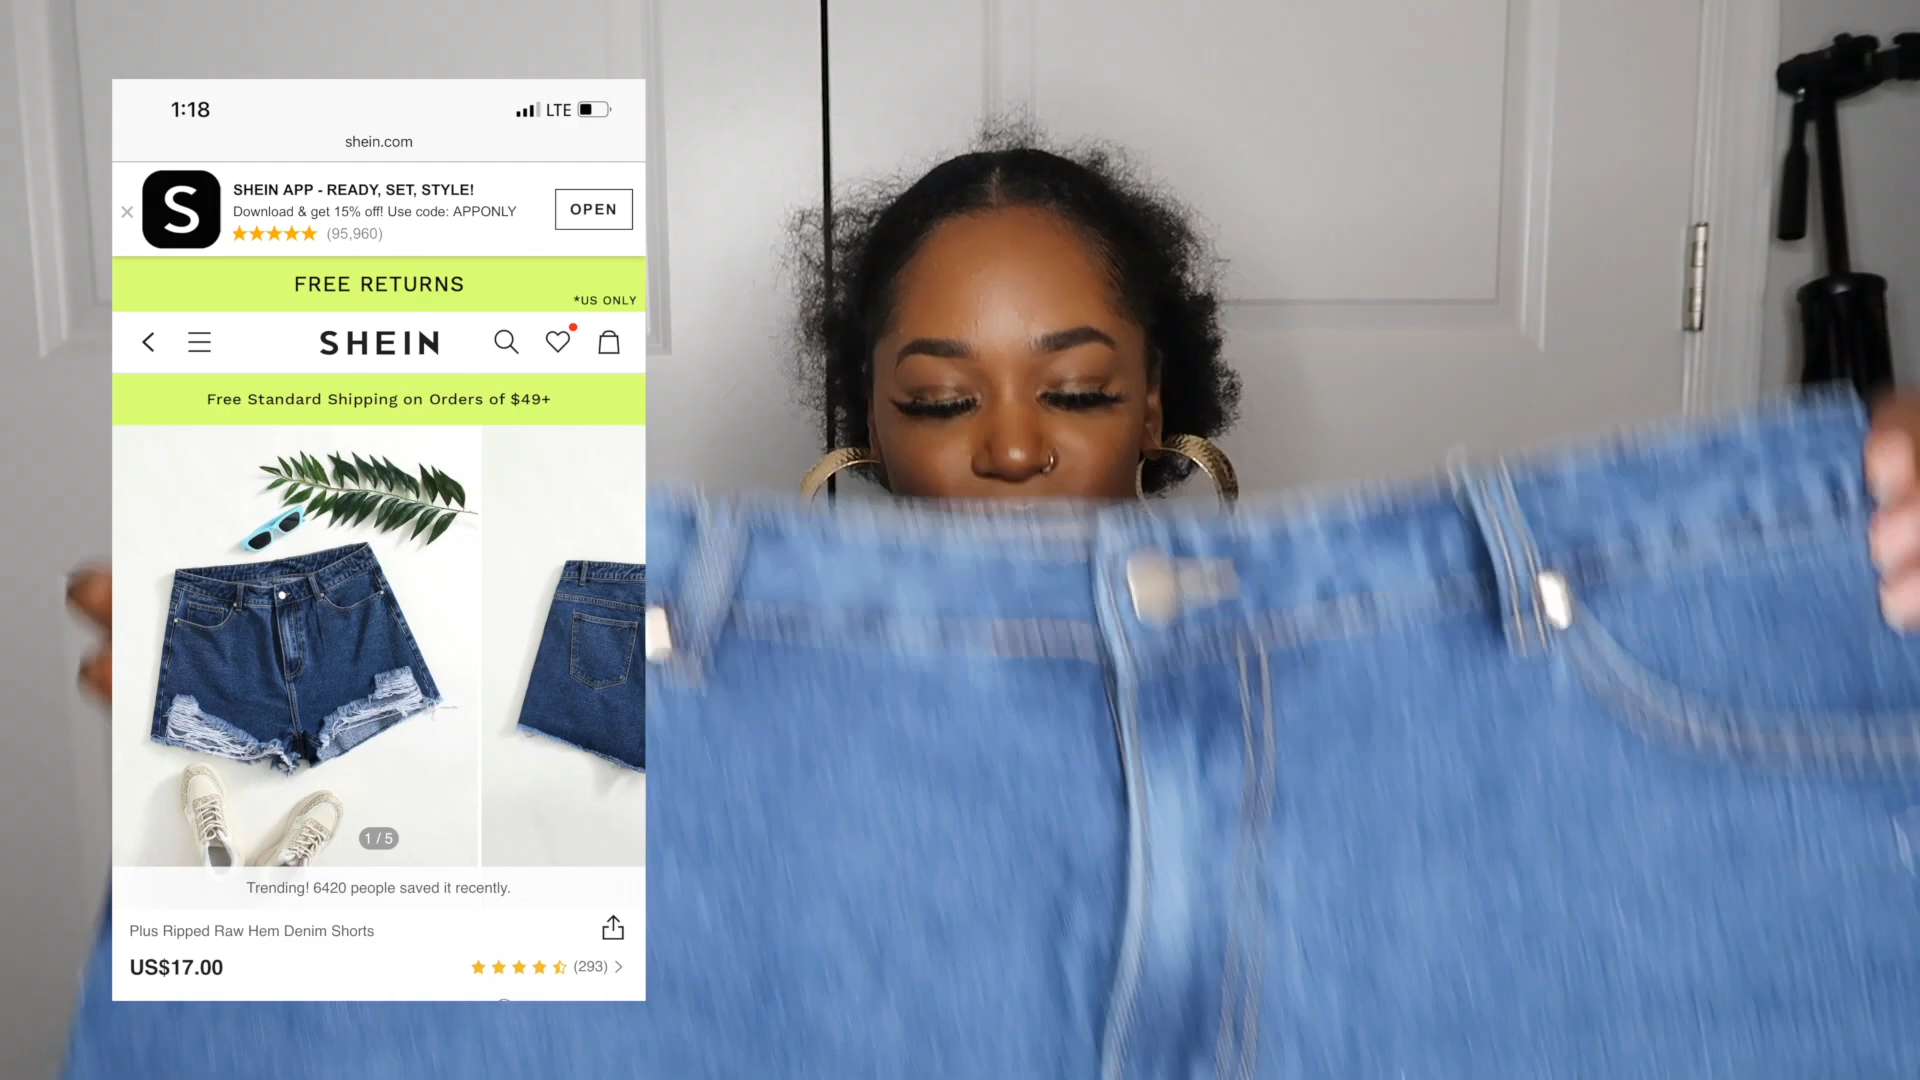 1:18
LTE
shein.com
S
SHEIN APP - READY, SET, STYLE!
Download & get 15% off! Use code: APPONLY
(95,960)
OPEN
FREE RETURNS
*US ONLY
SHEIN
Free Standard Shipping on Orders of $49+
1 / 5
Trending! 6420 people saved it recently.
Plus Ripped Raw Hem Denim Shorts
US$17.00
(293)